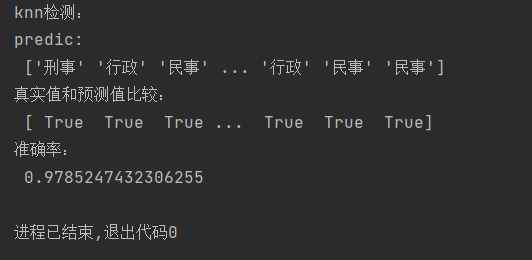 knn检测：
predic:
['刑事' '行政' '民事' ... '行政' '民事' '民事']
真实值和预测值比较：
[ True  True  True ...  True  True  True]
准确率：
0.9785247432306255
进程已结束,退出代码0